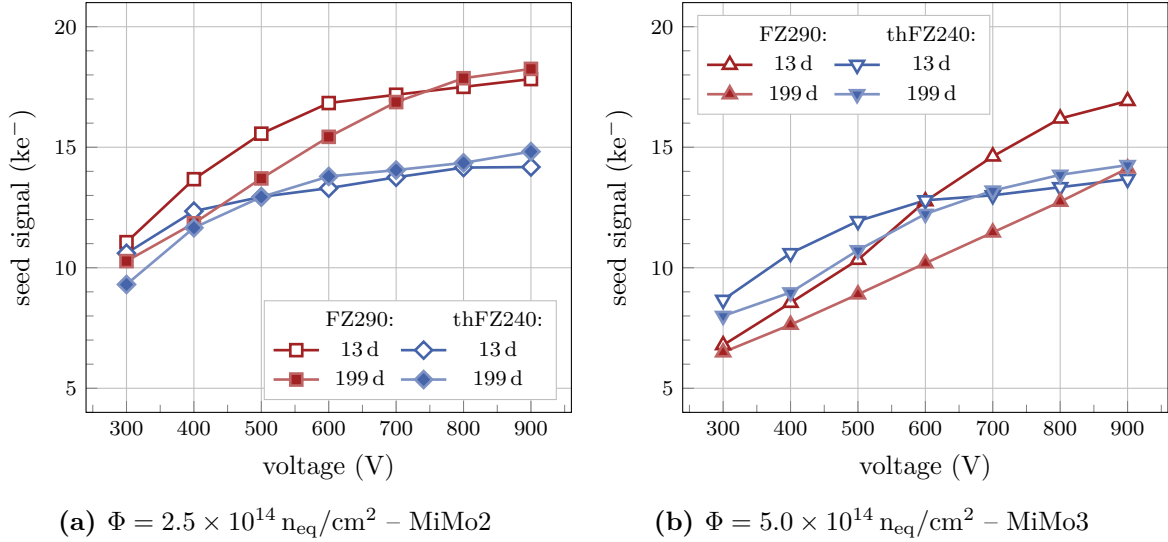 20
15
10
5
seed signal (ke⁻)
300 400 500 600 700 800 900
voltage (V)
FZ290: thFZ240:
13 d 13 d
199 d 199 d
(a) Φ = 2.5 × 10¹⁴ n_eq/cm² – MiMo2
20
15
10
5
seed signal (ke⁻)
300 400 500 600 700 800 900
voltage (V)
FZ290: thFZ240:
13 d 13 d
199 d 199 d
(b) Φ = 5.0 × 10¹⁴ n_eq/cm² – MiMo3